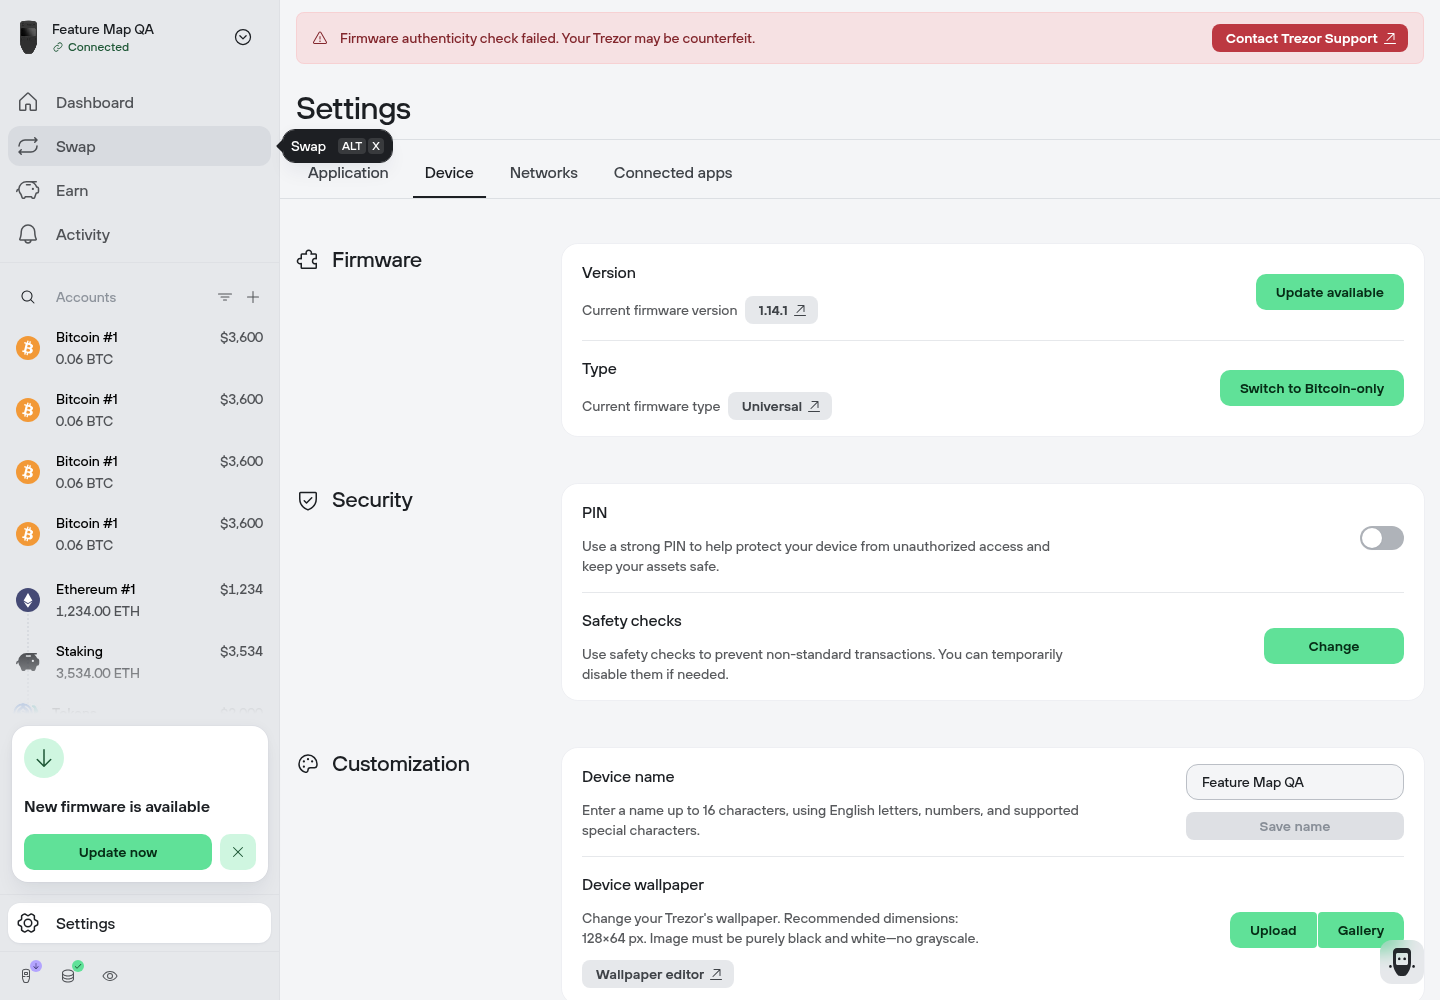 Feature Map QA
Connected
Dashboard
Swap
Earn
Activity
Accounts
Bitcoin #1 $3,600
0.06 BTC
Bitcoin #1 $3,600
0.06 BTC
Bitcoin #1 $3,600
0.06 BTC
Bitcoin #1 $3,600
0.06 BTC
Ethereum #1 $1,234
1,234.00 ETH
Staking $3,534
3,534.00 ETH
New firmware is available
Update now
Settings
Firmware authenticity check failed. Your Trezor may be counterfeit.
Contact Trezor Support
Settings
Swap ALT X
Application Device Networks Connected apps
Firmware
Version
Current firmware version 1.14.1
Update available
Type
Current firmware type Universal
Switch to Bitcoin-only
Security
PIN
Use a strong PIN to help protect your device from unauthorized access and
keep your assets safe.
Safety checks
Use safety checks to prevent non-standard transactions. You can temporarily
disable them if needed.
Change
Customization
Device name
Enter a name up to 16 characters, using English letters, numbers, and supported
special characters.
Feature Map QA
Save name
Device wallpaper
Change your Trezor's wallpaper. Recommended dimensions:
128×64 px. Image must be purely black and white—no grayscale.
Upload Gallery
Wallpaper editor